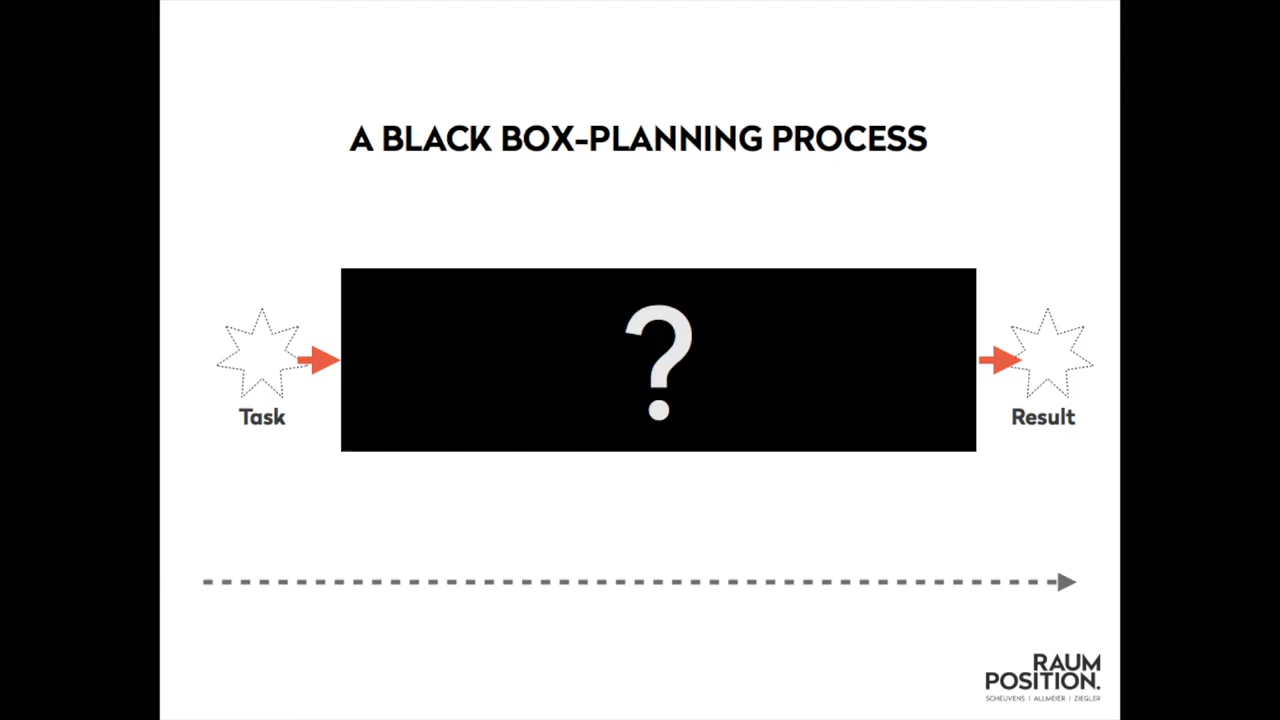 A BLACK BOX-PLANNING PROCESS
?
Task
Result
RAUM
POSITION.
SCHEUVENS | ALLMEIER | ZIEGLER